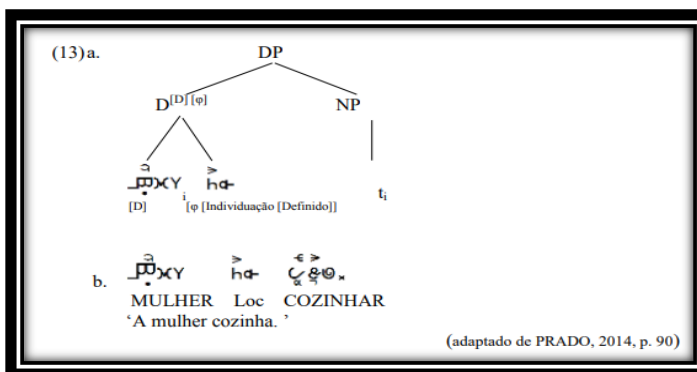 (13)a. DP
D[D][φ] NP
i ti
[D] [φ [Individuação [Definido]]
b.
MULHER Loc COZINHAR
‘A mulher cozinha. ’
(adaptado de PRADO, 2014, p. 90)